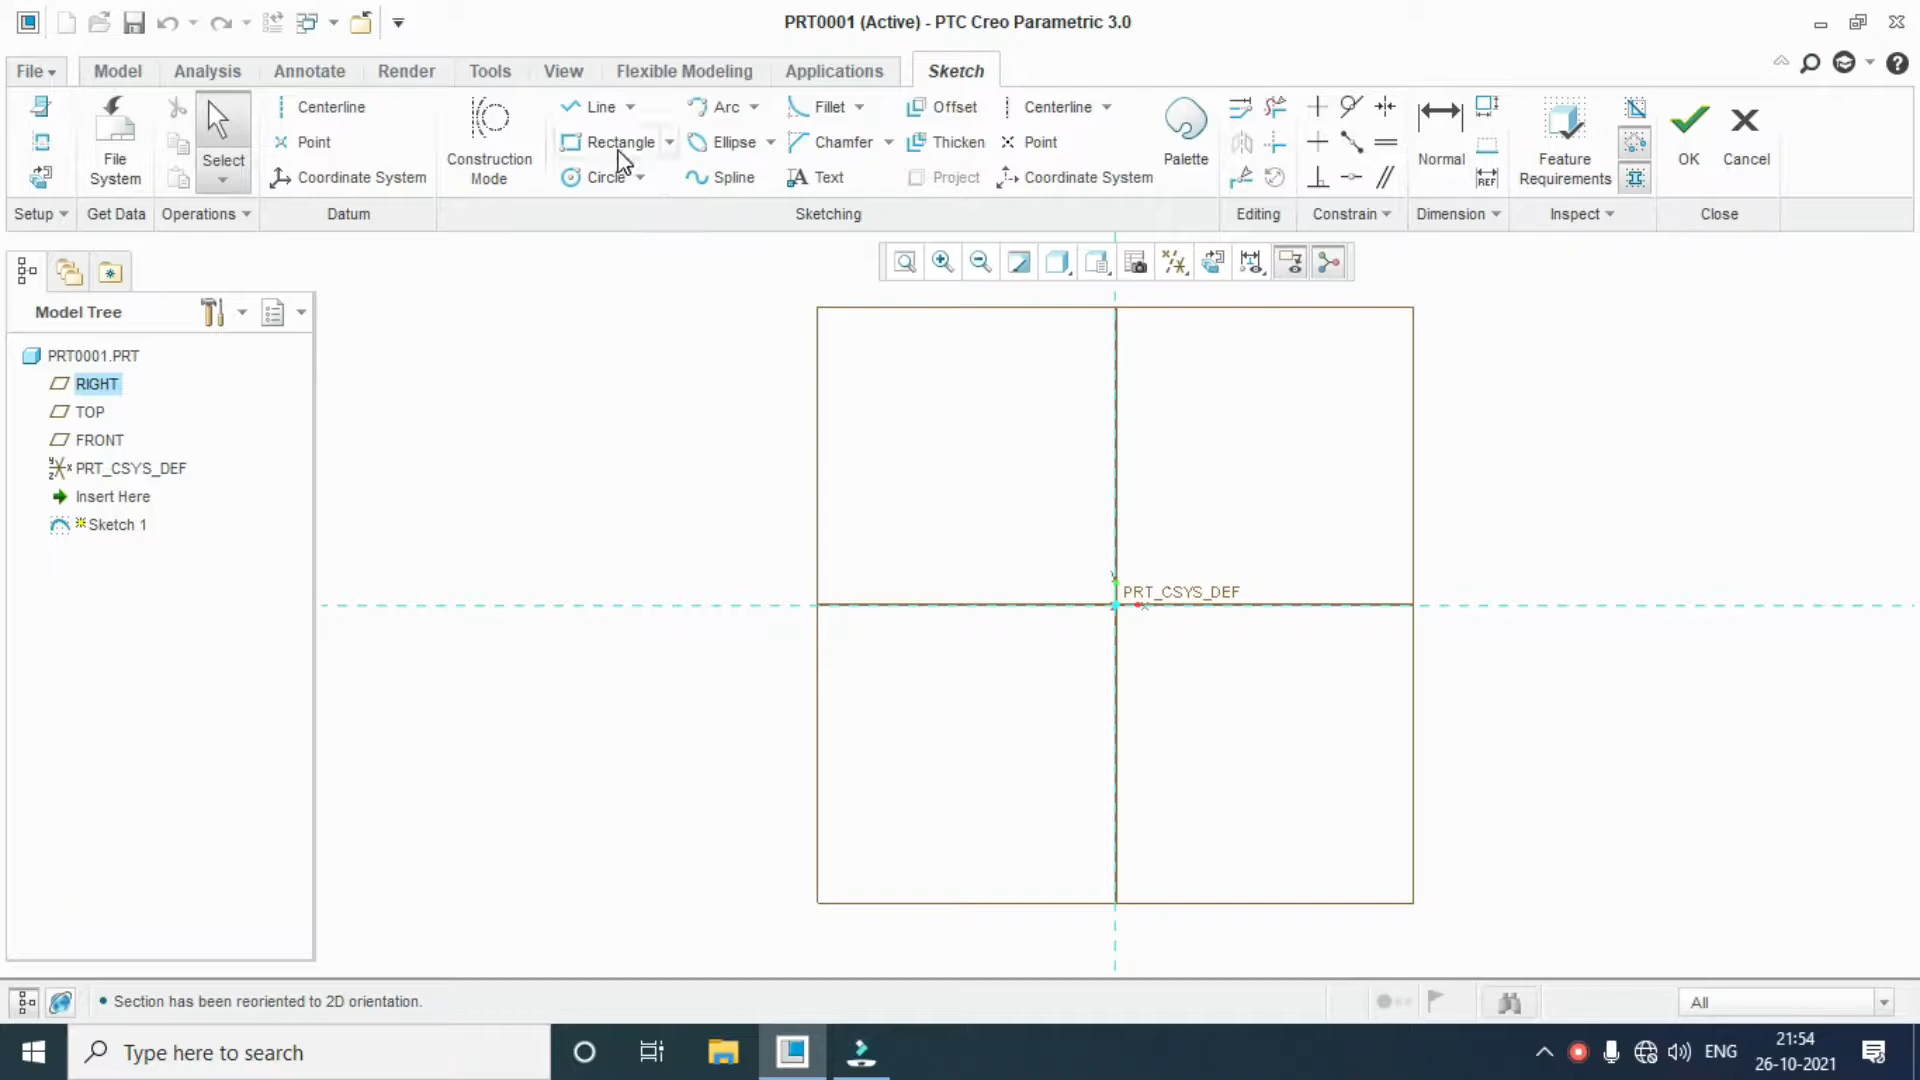 PRT0001 (Active) - PTC Creo Parametric 3.0
File Model Analysis Annotate Render Tools View Flexible Modeling Applications Sketch
Centerline Line Arc Fillet Offset Centerline
Point Rectangle Ellipse Chamfer Thicken Point
File System Select Construction Mode Palette Normal Feature Requirements OK Cancel
Coordinate System Circle Spline Text Project Coordinate System
REF
Setup Get Data Operations Datum Sketching Editing Constrain Dimension Inspect Close
Model Tree
PRT0001.PRT
RIGHT
TOP
FRONT
PRT_CSYS_DEF
Insert Here
Sketch 1
PRT_CSYS_DEF
Section has been reoriented to 2D orientation.
All
Type here to search
ENG
21:54
26-10-2021